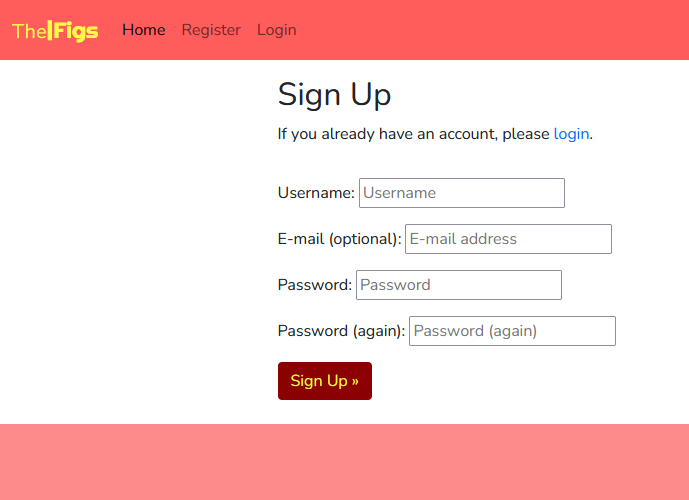 The|Figs Home Register Login
Sign Up
If you already have an account, please login.
Username: Username
E-mail (optional): E-mail address
Password: Password
Password (again): Password (again)
Sign Up »